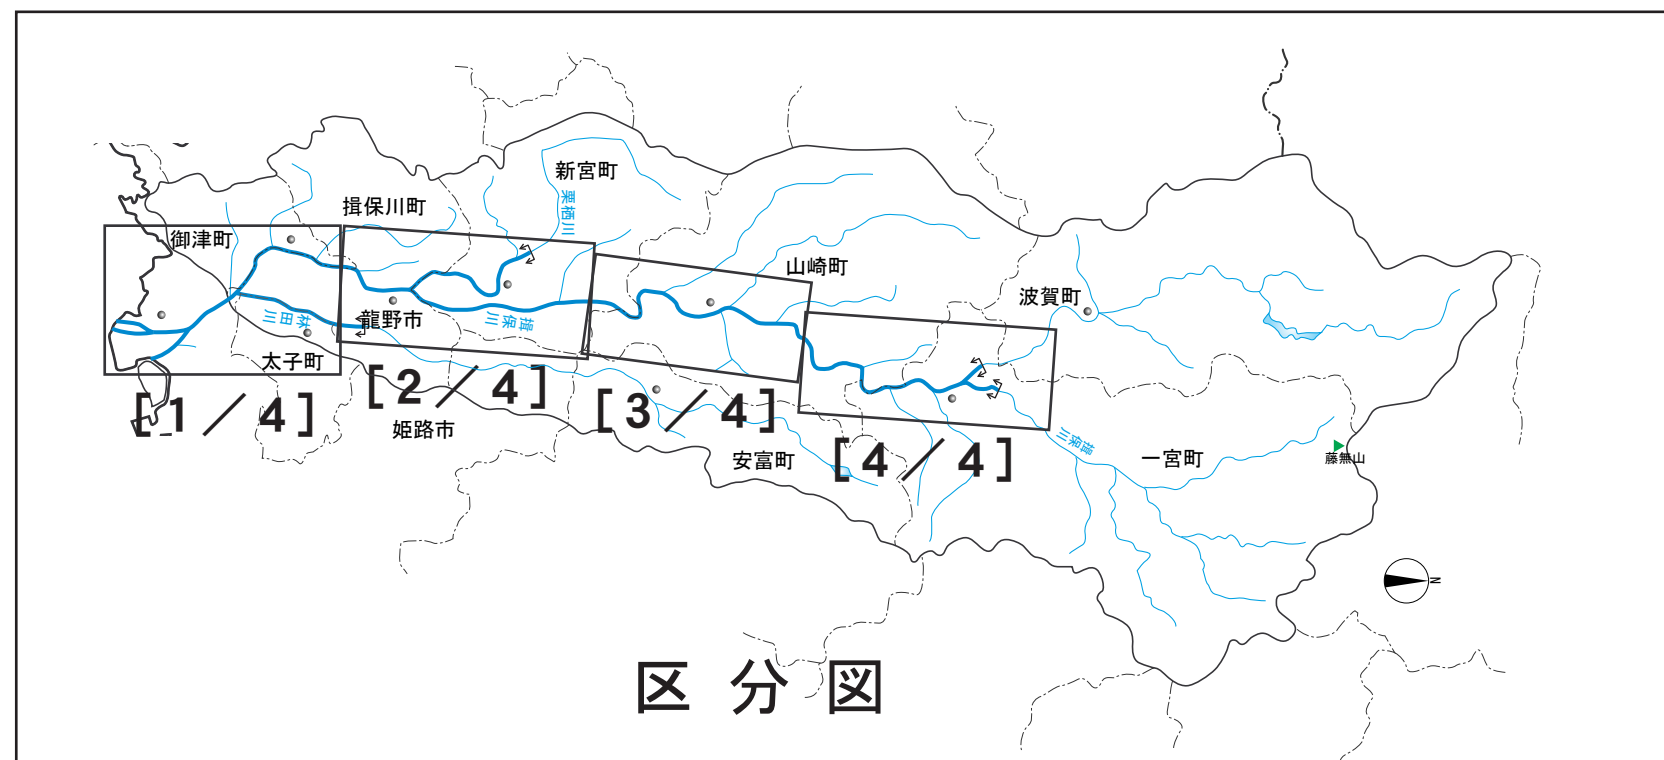 新宮町
栗栖川
揖保川町
御津町
山崎町
波賀町
龍野市
林田川
揖保川
太子町
[1／4]
[2／4]
[3／4]
[4／4]
姫路市
安富町
揖保川
一宮町
藤無山
N
区分図